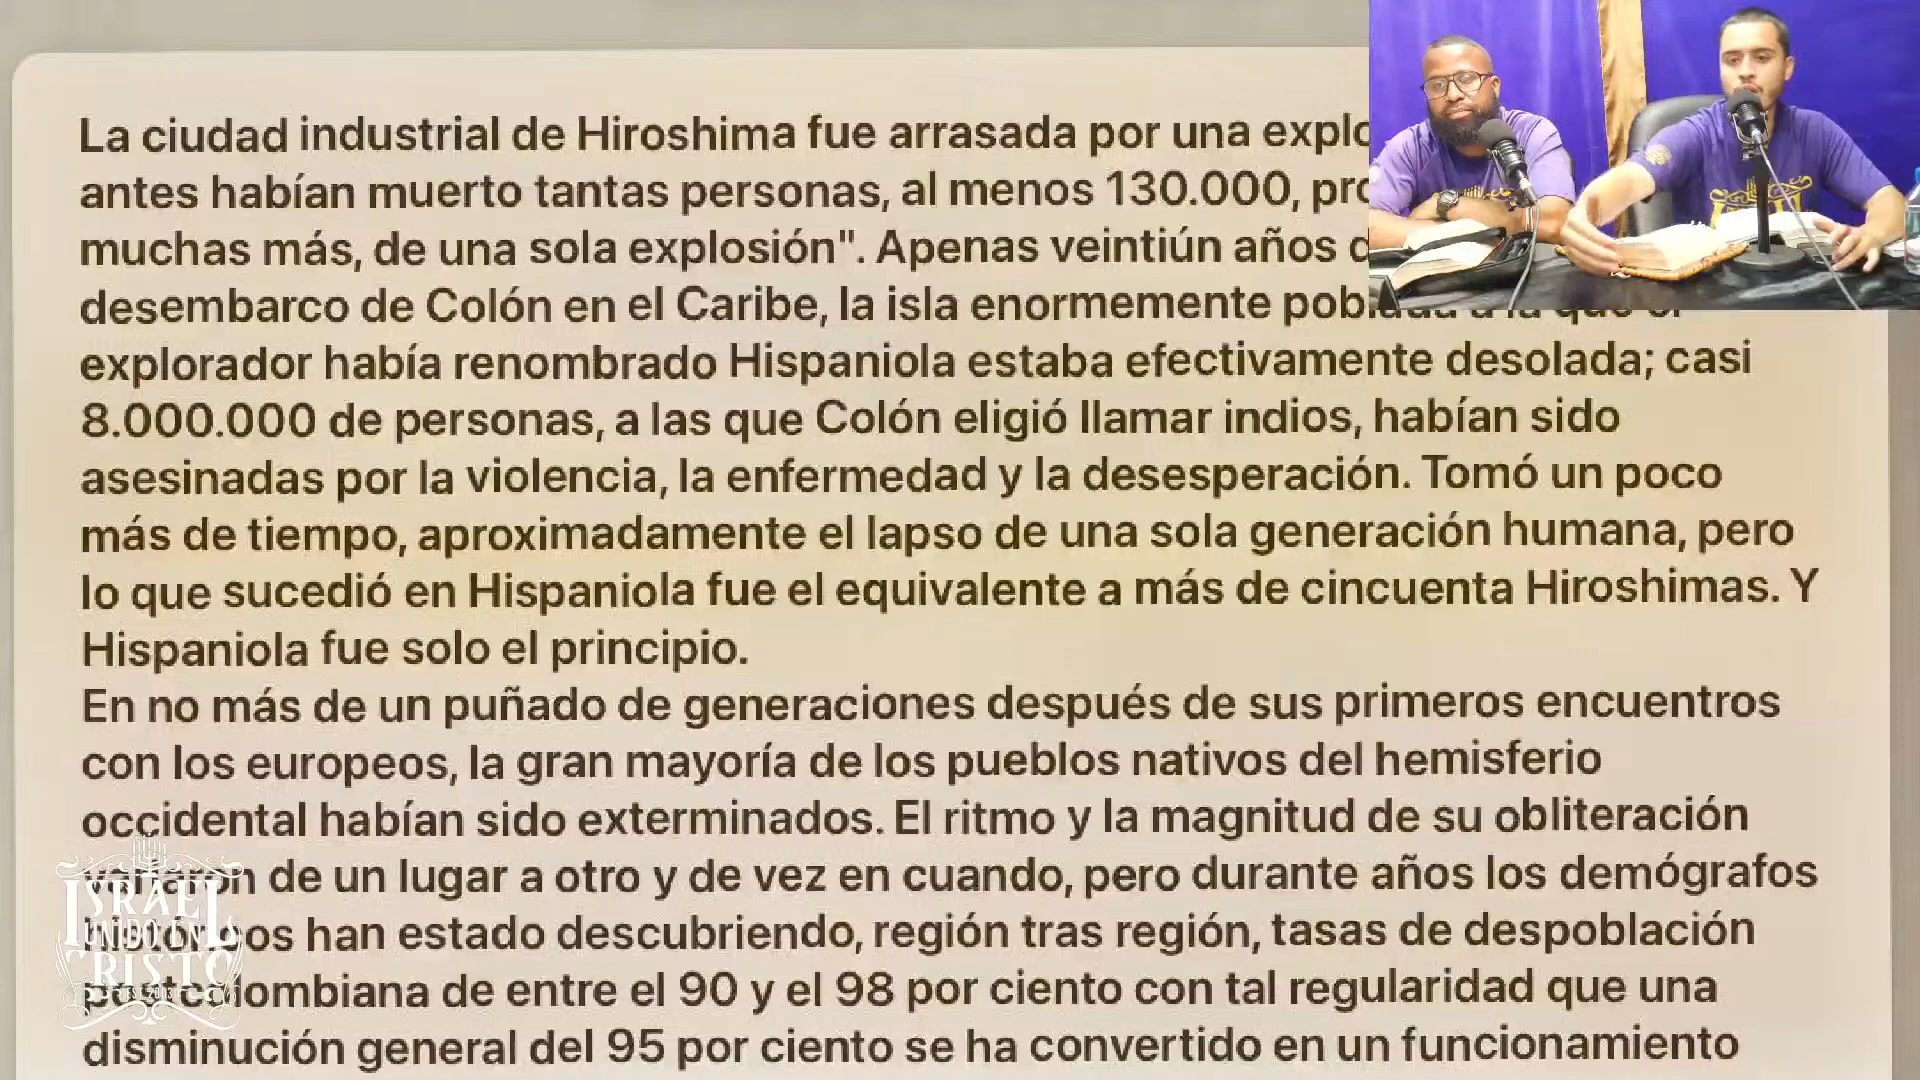 La ciudad industrial de Hiroshima fue arrasada por una
antes habían muerto tantas personas, al menos 130.000,
muchas más, de una sola explosión". Apenas veintiún años
desembarco de Colón en el Caribe, la isla enormemente
explorador había renombrado Hispaniola estaba efectivamente desolada; casi
8.000.000 de personas, a las que Colón eligió llamar indios, habían sido
asesinadas por la violencia, la enfermedad y la desesperación. Tomó un poco
más de tiempo, aproximadamente el lapso de una sola generación humana, pero
lo que sucedió en Hispaniola fue el equivalente a más de cincuenta Hiroshimas. Y
Hispaniola fue solo el principio.
En no más de un puñado de generaciones después de sus primeros encuentros
con los europeos, la gran mayoría de los pueblos nativos del hemisferio
occidental habían sido exterminados. El ritmo y la magnitud de su obliteración
de un lugar a otro y de vez en cuando, pero durante años los demógrafos
han estado descubriendo, región tras región, tasas de despoblación
de entre el 90 y el 98 por ciento con tal regularidad que una
disminución general del 95 por ciento se ha convertido en un funcionamiento
ISRAEL
UNIDO EN
CRISTO